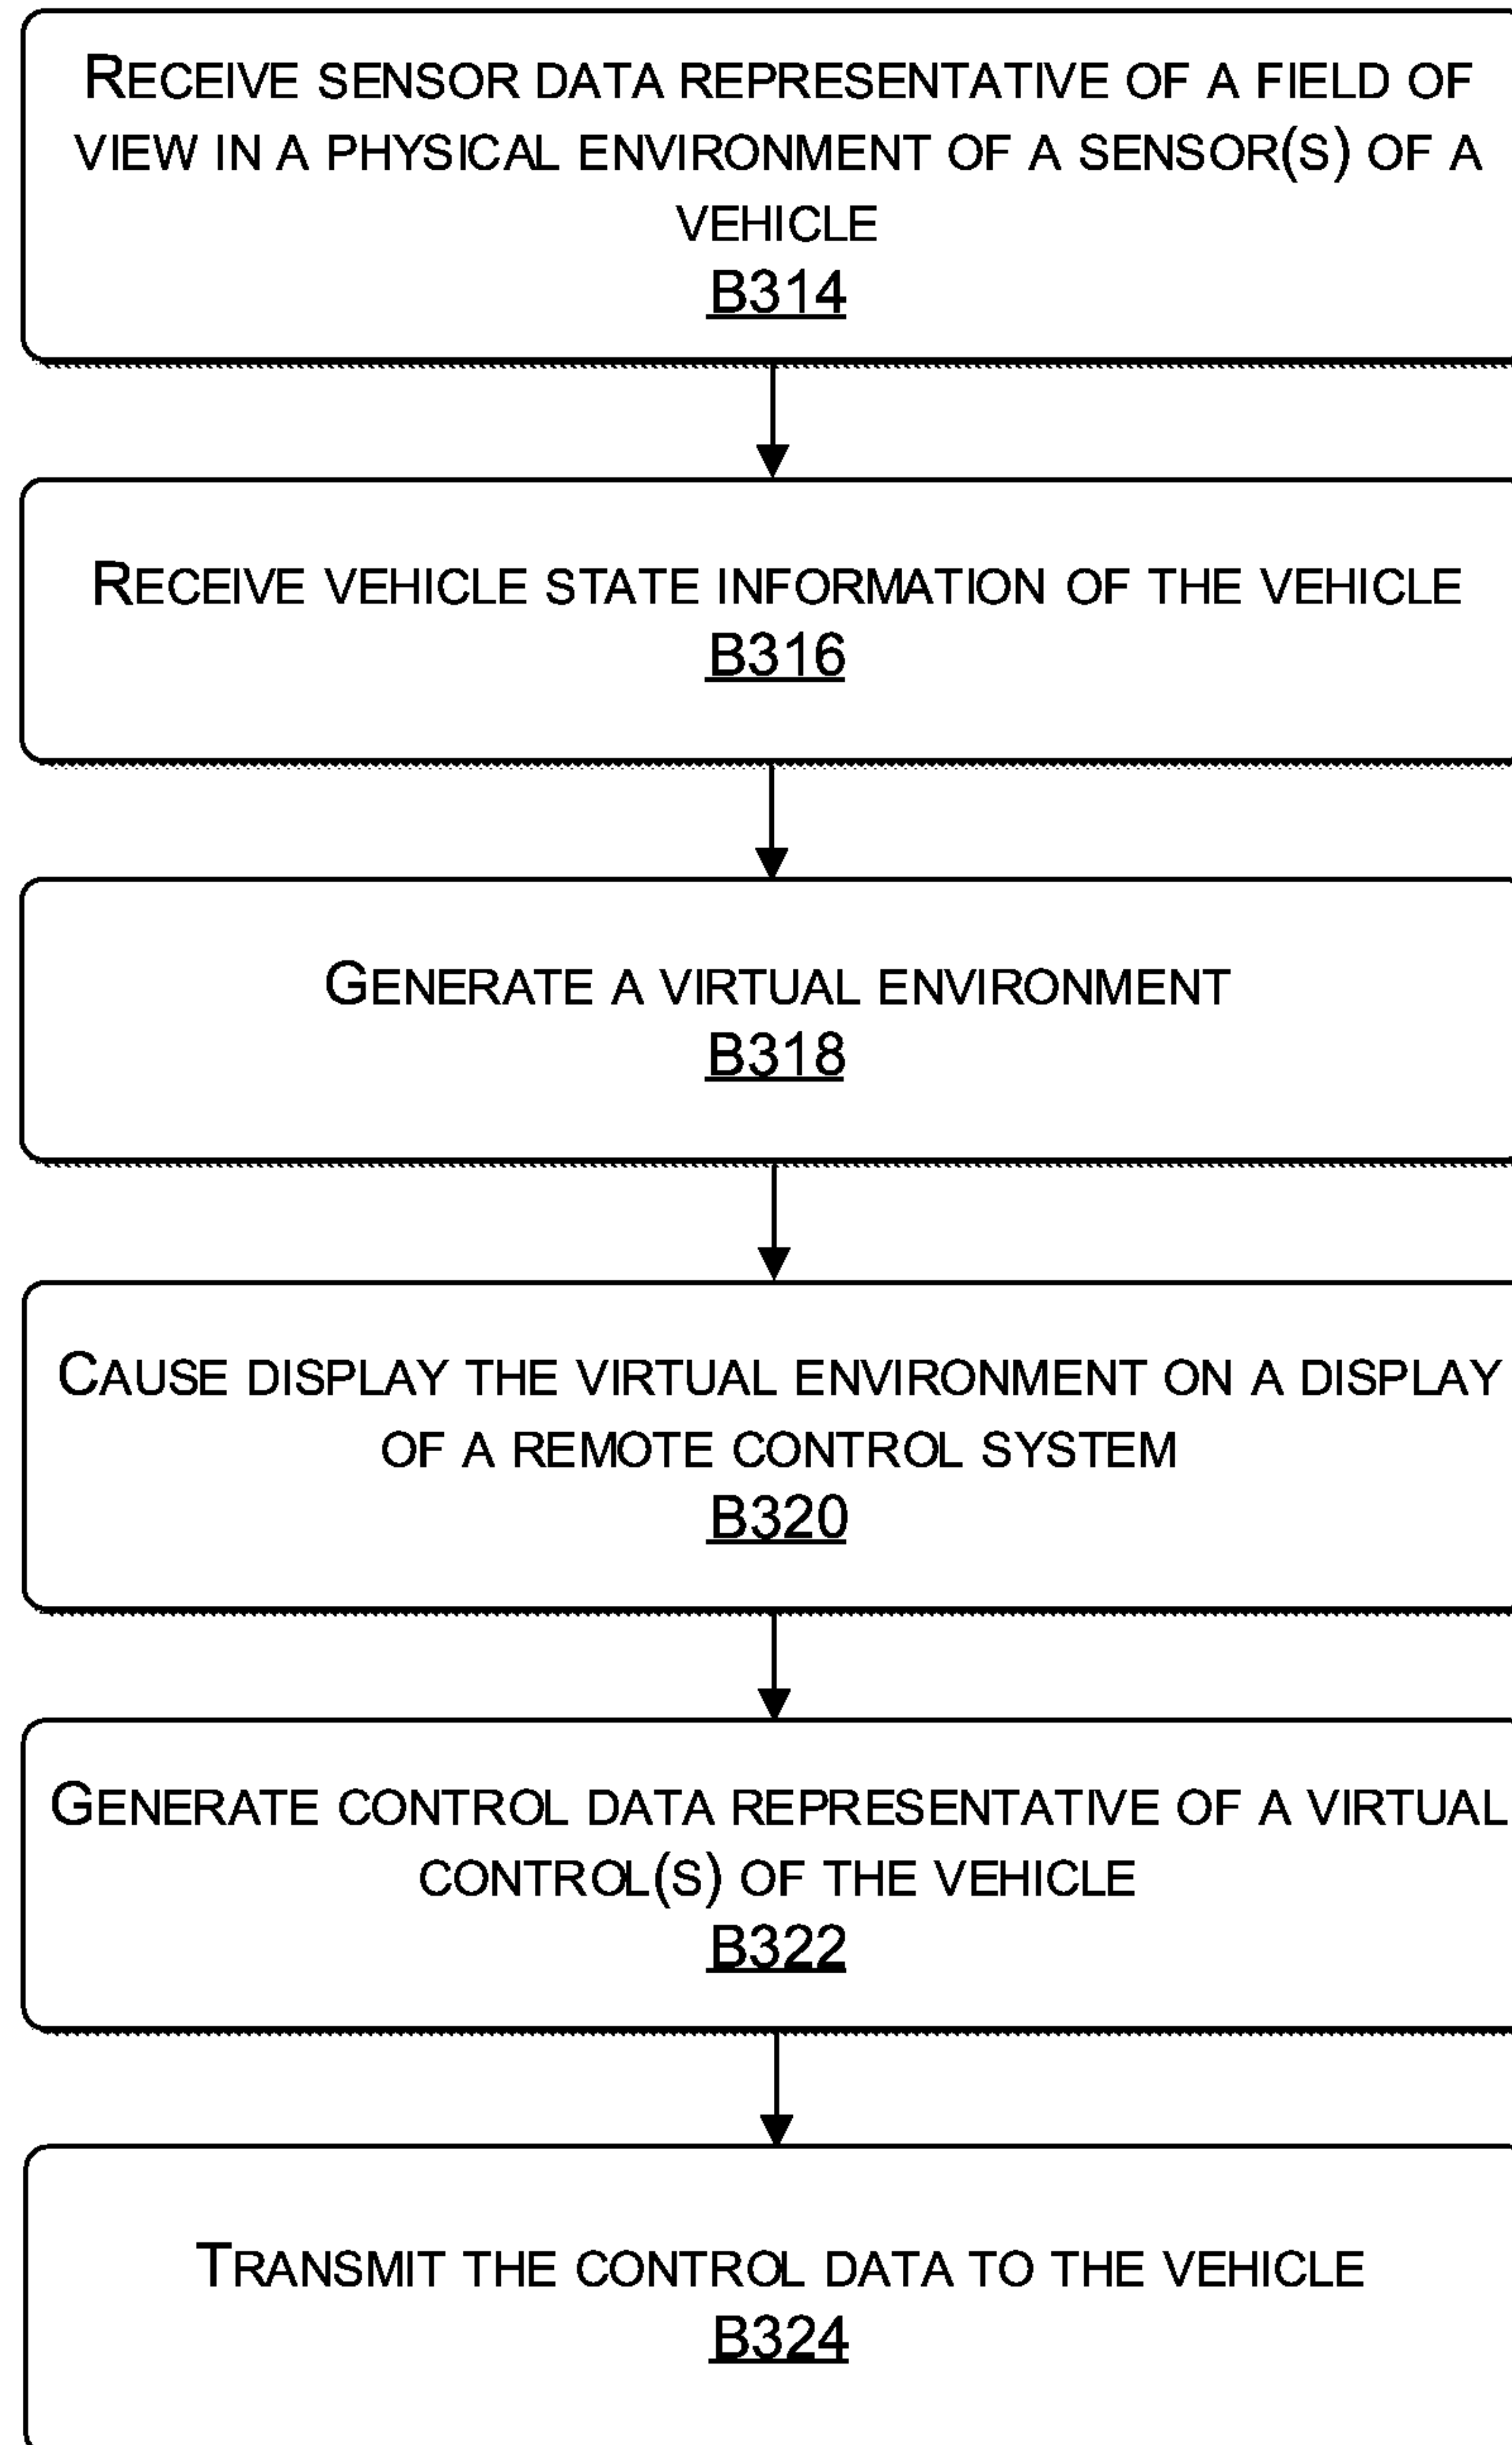 RECEIVE SENSOR DATA REPRESENTATIVE OF A FIELD OF
VIEW IN A PHYSICAL ENVIRONMENT OF A SENSOR(S) OF A
VEHICLE
B314
RECEIVE VEHICLE STATE INFORMATION OF THE VEHICLE
B316
GENERATE A VIRTUAL ENVIRONMENT
B318
CAUSE DISPLAY THE VIRTUAL ENVIRONMENT ON A DISPLAY
OF A REMOTE CONTROL SYSTEM
B320
GENERATE CONTROL DATA REPRESENTATIVE OF A VIRTUAL
CONTROL(S) OF THE VEHICLE
B322
TRANSMIT THE CONTROL DATA TO THE VEHICLE
B324